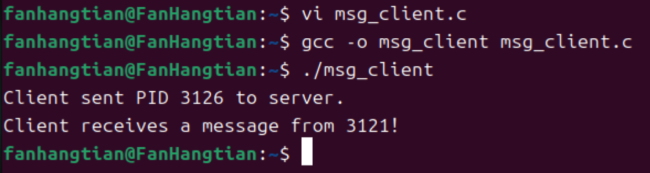 fanhangtian@FanHangtian:~$ vi msg_client.c
fanhangtian@FanHangtian:~$ gcc -o msg_client msg_client.c
fanhangtian@FanHangtian:~$ ./msg_client
Client sent PID 3126 to server.
Client receives a message from 3121!
fanhangtian@FanHangtian:~$